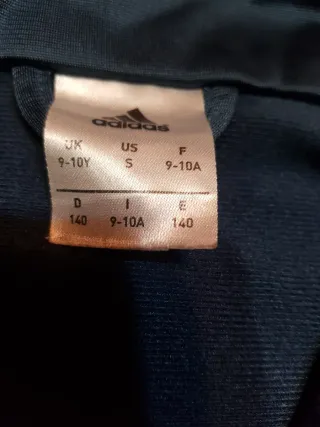 adidas
UK US F
9-10Y S 9-10A
D I E
140 9-10A 140